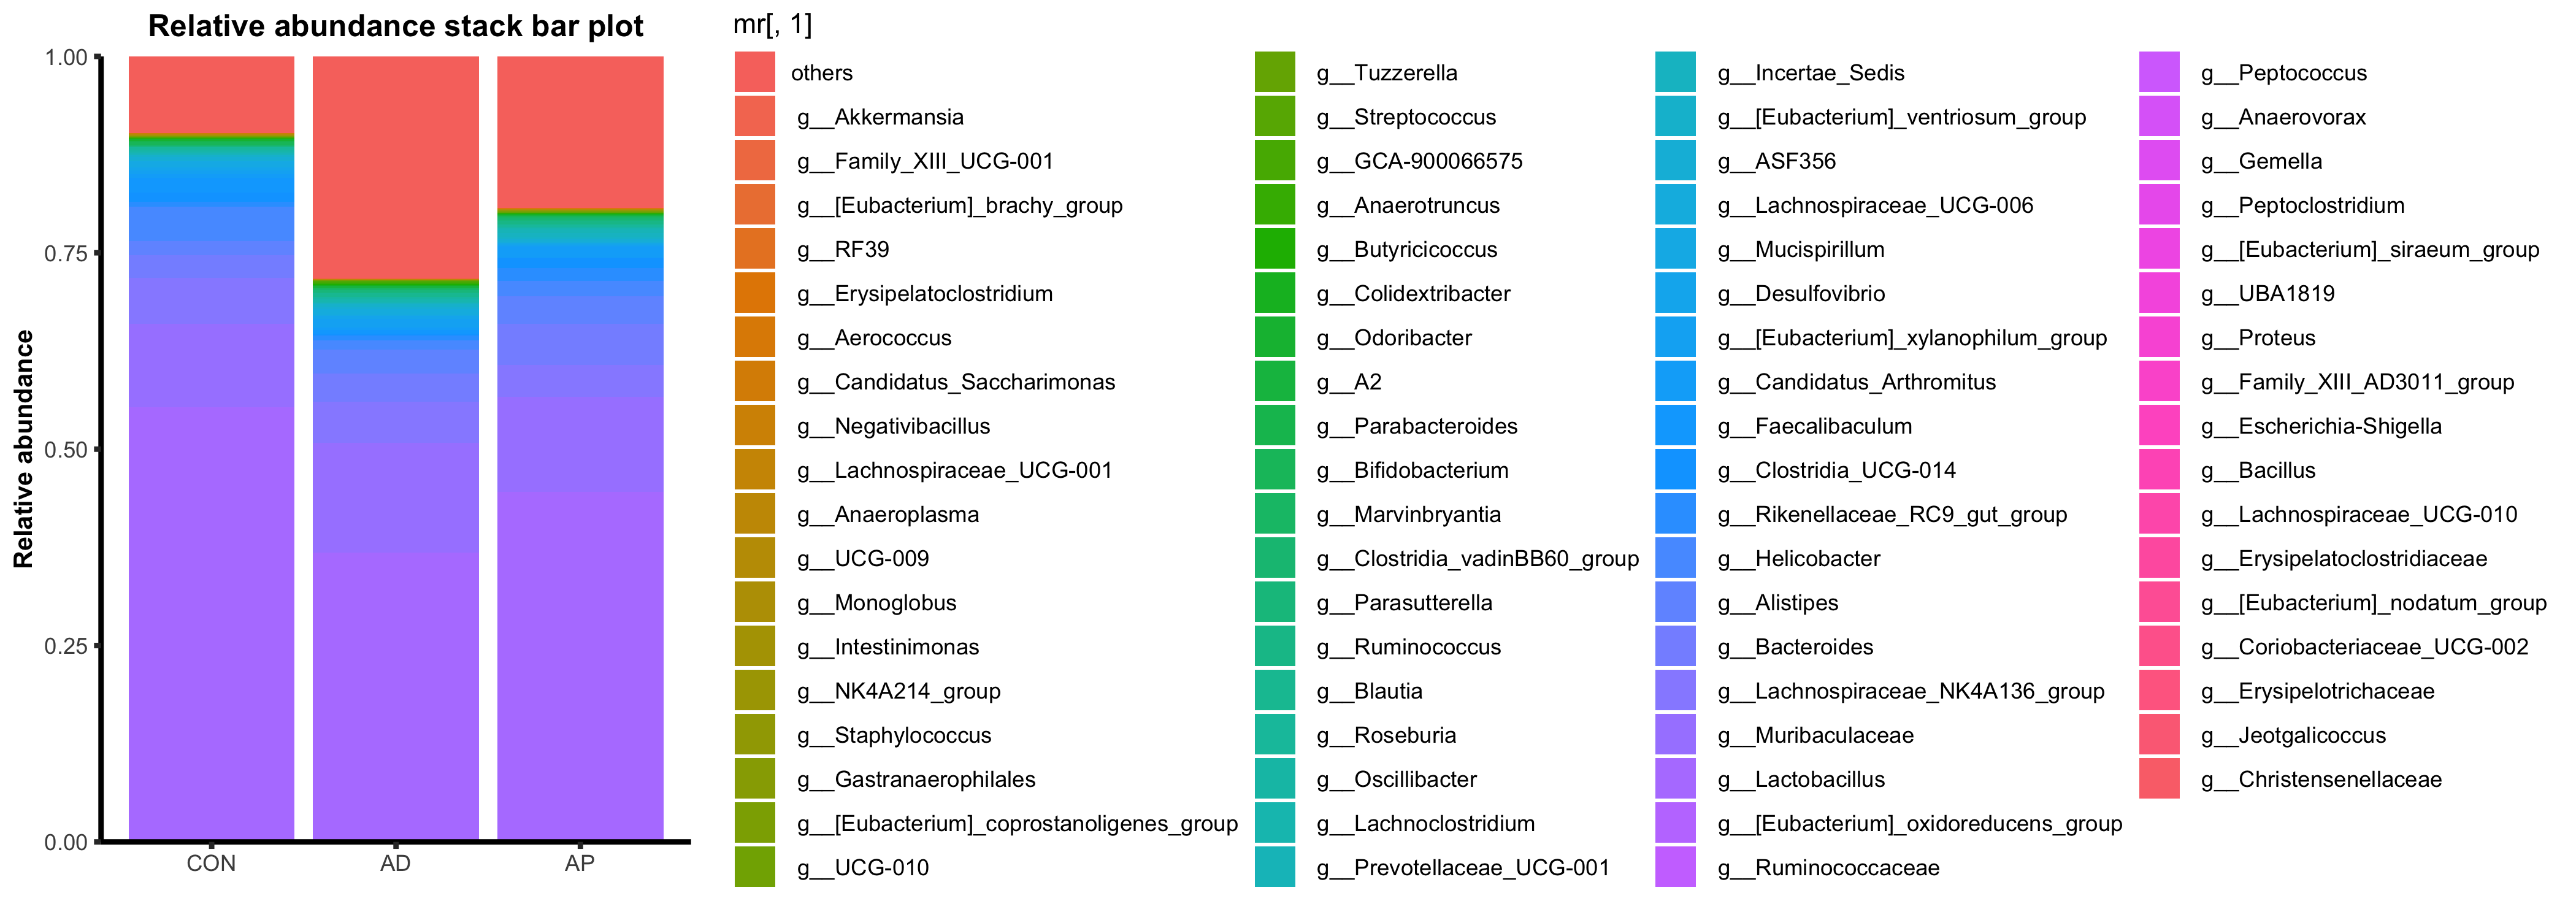 Relative abundance stack bar plot
Relative abundance
1.00
0.75
0.50
0.25
0.00
CON
AD
AP
mr[, 1]
others
g__Akkermansia
g__Family_XIII_UCG-001
g__[Eubacterium]_brachy_group
g__RF39
g__Erysipelatoclostridium
g__Aerococcus
g__Candidatus_Saccharimonas
g__Negativibacillus
g__Lachnospiraceae_UCG-001
g__Anaeroplasma
g__UCG-009
g__Monoglobus
g__Intestinimonas
g__NK4A214_group
g__Staphylococcus
g__Gastranaerophilales
g__[Eubacterium]_coprostanoligenes_group
g__UCG-010
g__Tuzzerella
g__Streptococcus
g__GCA-900066575
g__Anaerotruncus
g__Butyricicoccus
g__Colidextribacter
g__Odoribacter
g__A2
g__Parabacteroides
g__Bifidobacterium
g__Marvinbryantia
g__Clostridia_vadinBB60_group
g__Parasutterella
g__Ruminococcus
g__Blautia
g__Roseburia
g__Oscillibacter
g__Lachnoclostridium
g__Prevotellaceae_UCG-001
g__Incertae_Sedis
g__[Eubacterium]_ventriosum_group
g__ASF356
g__Lachnospiraceae_UCG-006
g__Mucispirillum
g__Desulfovibrio
g__[Eubacterium]_xylanophilum_group
g__Candidatus_Arthromitus
g__Faecalibaculum
g__Clostridia_UCG-014
g__Rikenellaceae_RC9_gut_group
g__Helicobacter
g__Alistipes
g__Bacteroides
g__Lachnospiraceae_NK4A136_group
g__Muribaculaceae
g__Lactobacillus
g__[Eubacterium]_oxidoreducens_group
g__Ruminococcaceae
g__Peptococcus
g__Anaerovorax
g__Gemella
g__Peptoclostridium
g__[Eubacterium]_siraeum_group
g__UBA1819
g__Proteus
g__Family_XIII_AD3011_group
g__Escherichia-Shigella
g__Bacillus
g__Lachnospiraceae_UCG-010
g__Erysipelatoclostridiaceae
g__[Eubacterium]_nodatum_group
g__Coriobacteriaceae_UCG-002
g__Erysipelotrichaceae
g__Jeotgalicoccus
g__Christensenellaceae